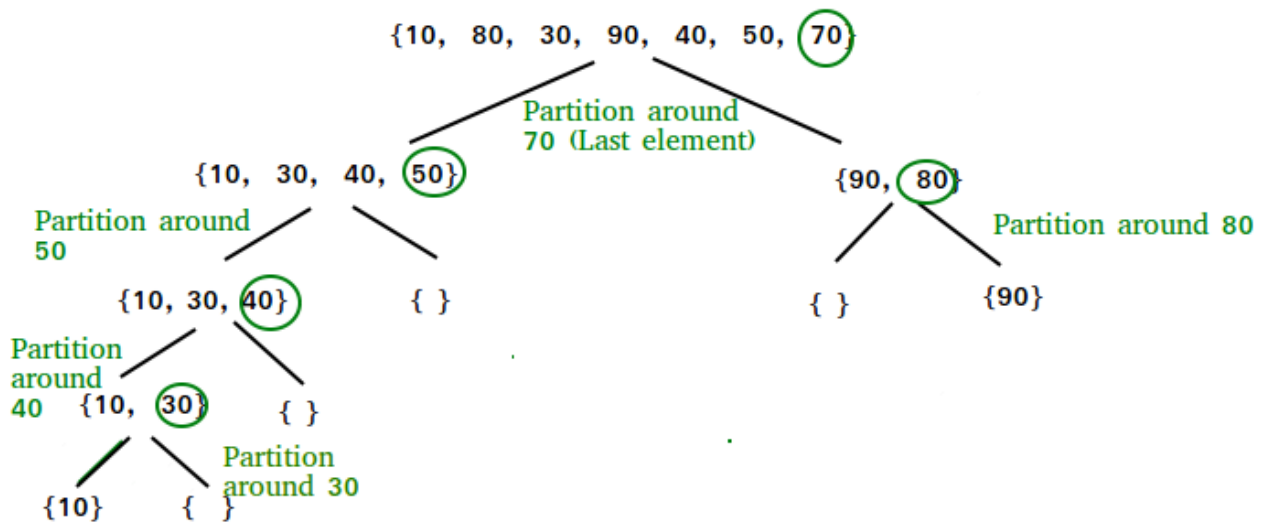 {10, 80, 30, 90, 40, 50, 70}
Partition around
70 (Last element)
{10, 30, 40, 50}
{90, 80}
Partition around
50
Partition around 80
{10, 30, 40}
{ }
{ }
{90}
Partition
around
40
{10, 30}
{ }
Partition
around 30
{10}
{ }